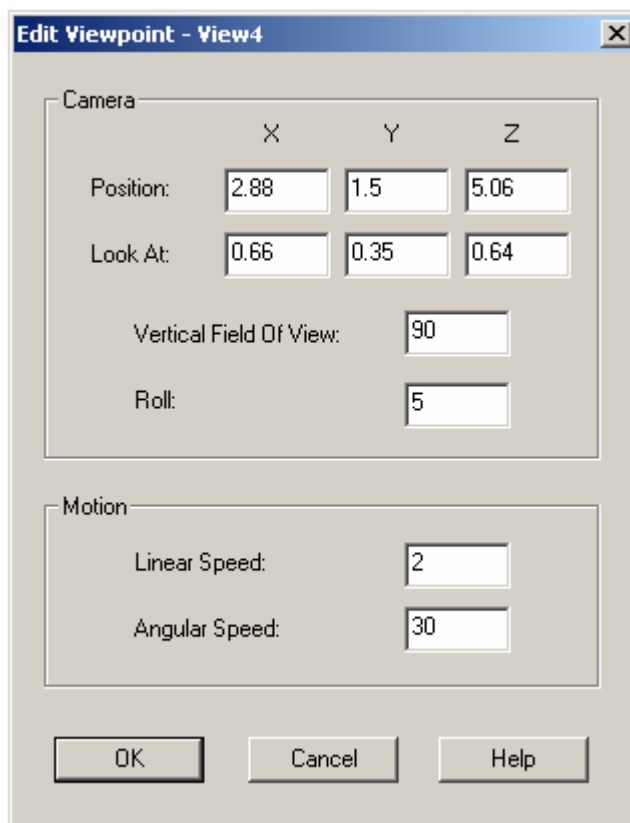 Edit Viewpoint - View4
Camera
X Y Z
Position: 2.88 1.5 5.06
Look At: 0.66 0.35 0.64
Vertical Field Of View: 90
Roll: 5
Motion
Linear Speed: 2
Angular Speed: 30
OK Cancel Help